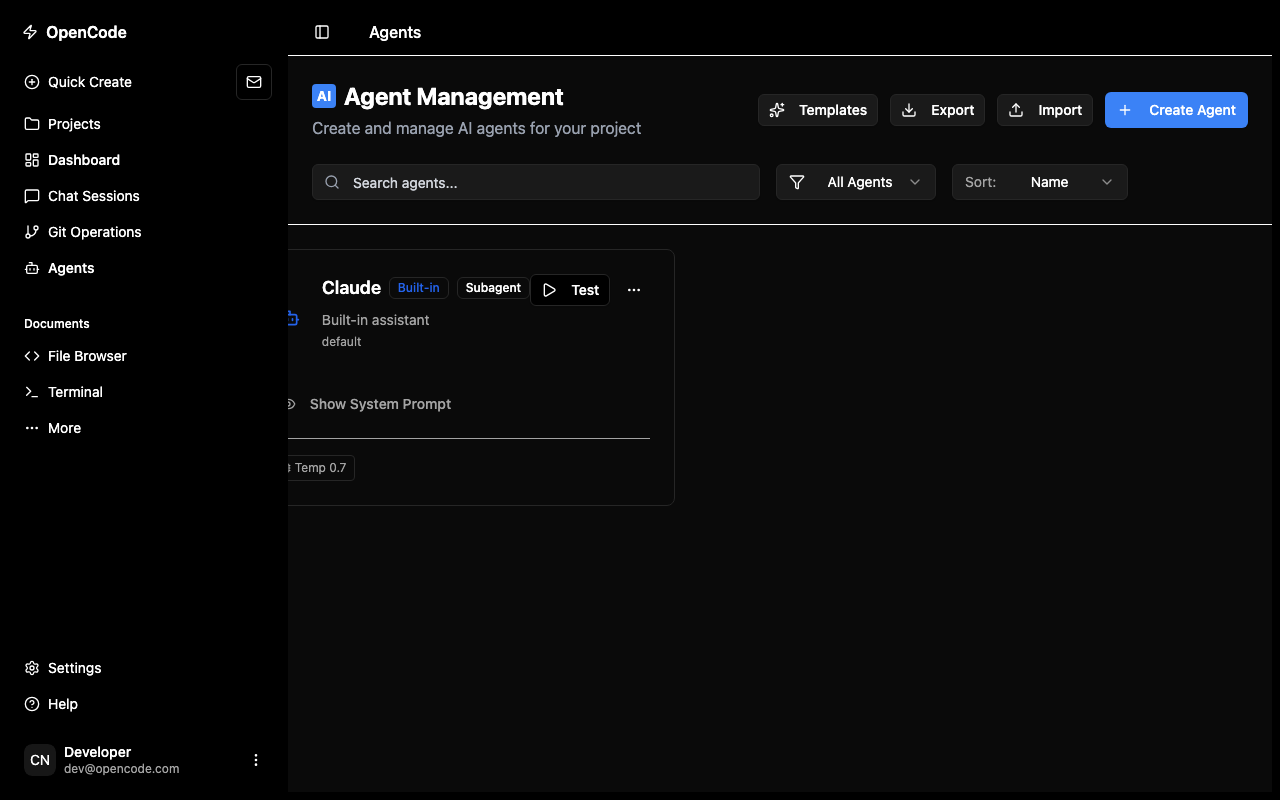 OpenCode
Quick Create
Projects
Dashboard
Chat Sessions
Git Operations
Agents
Documents
File Browser
Terminal
More
Settings
Help
CN
Developer
dev@opencode.com
Agents
AI Agent Management
Create and manage AI agents for your project
Templates
Export
Import
Create Agent
Search agents...
All Agents
Sort: Name
Claude Built-in Subagent Test
Built-in assistant
default
Show System Prompt
Temp 0.7